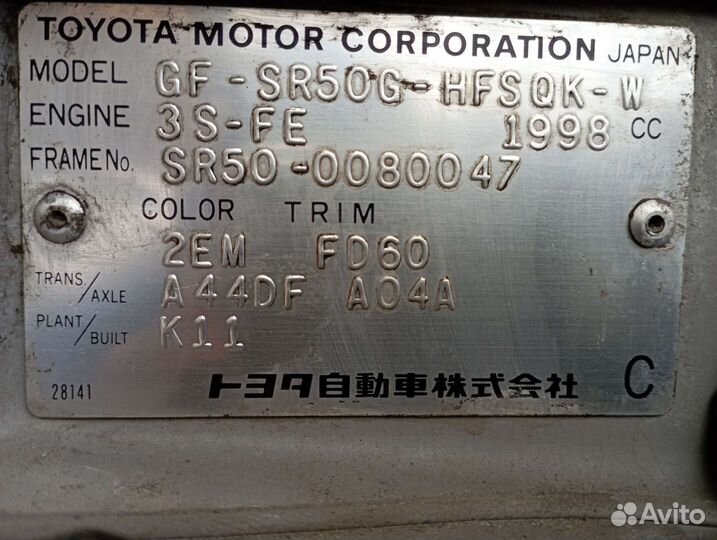 TOYOTA MOTOR CORPORATION JAPAN
MODEL GF-SR50G-HFSQK-W
ENGINE 3S-FE 1998 CC
FRAME No. SR50-0080047
COLOR TRIM
2EM FD60
TRANS./AXLE A44DF A04A
PLANT/BUILT K11
28141 トヨタ自動車株式会社 C
Avito